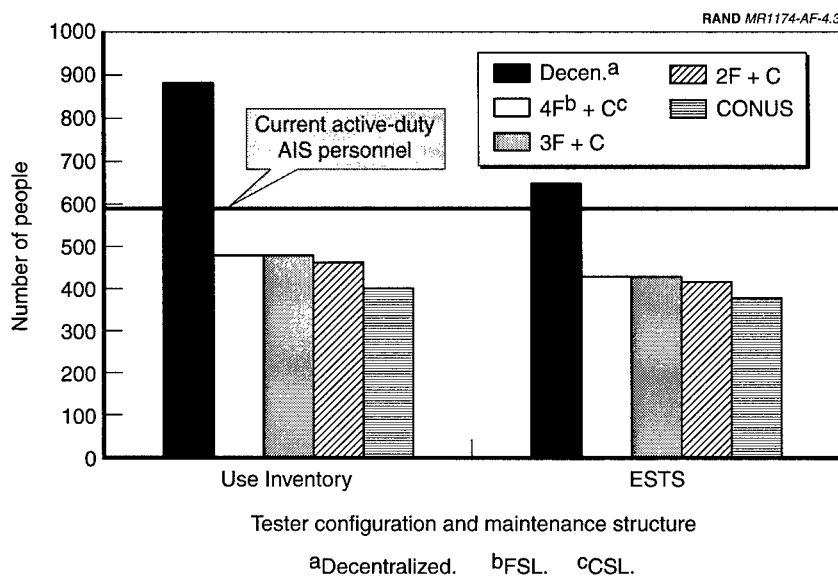 RAND MR1174-AF-4.3
1000
900
800
700
600
500
400
300
200
100
0
Number of people
Current active-duty
AIS personnel
Decen.a
4Fb + Cc
3F + C
2F + C
CONUS
Use Inventory
ESTS
Tester configuration and maintenance structure
aDecentralized. bFSL. cCSL.